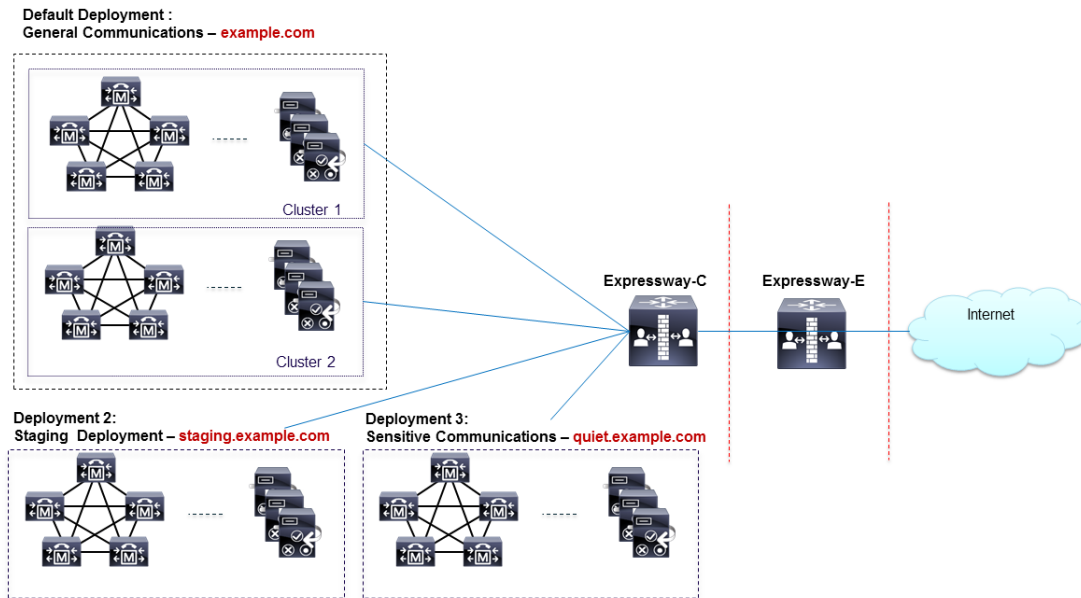 Default Deployment :
General Communications – example.com
M
M
M
M
M
Cluster 1
M
M
M
M
M
Cluster 2
Expressway-C
Expressway-E
Internet
Deployment 2:
Staging Deployment – staging.example.com
M
M
M
M
M
Deployment 3:
Sensitive Communications – quiet.example.com
M
M
M
M
M